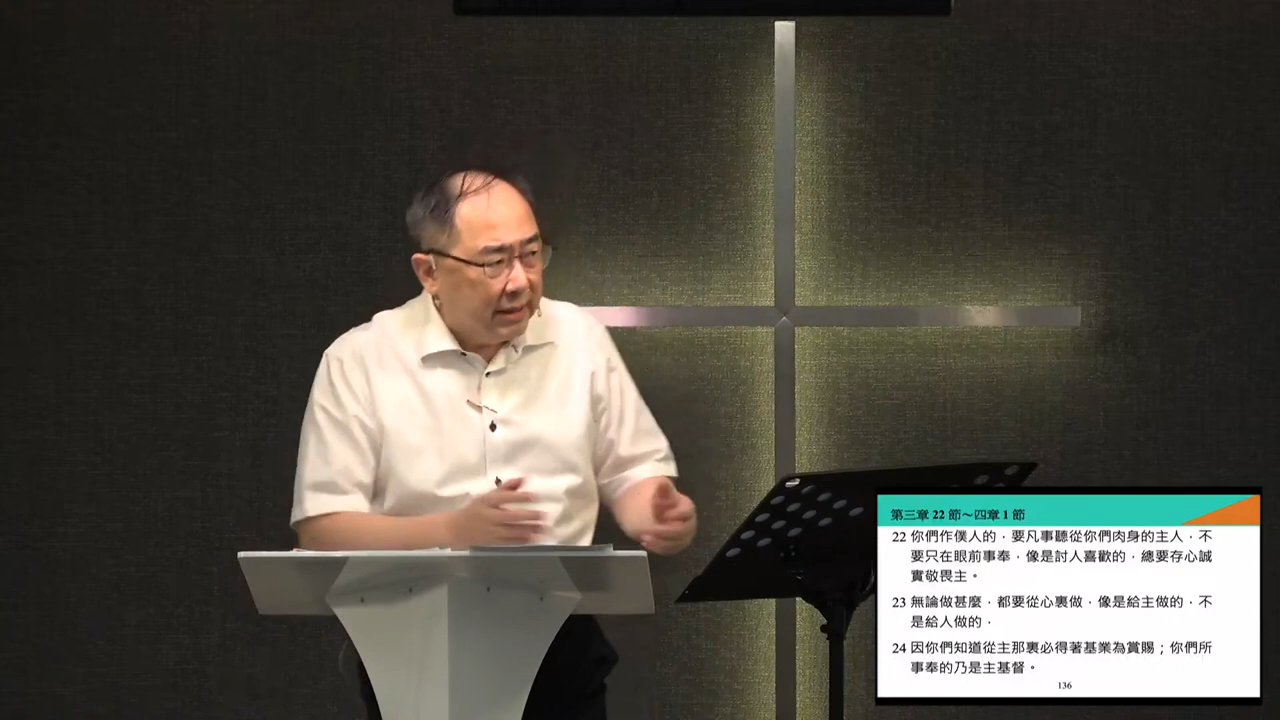 第三章 22 節～四章 1 節
22 你們作僕人的，要凡事聽從你們肉身的主人，不
要只在眼前事奉，像是討人喜歡的，總要存心誠
實敬畏主。
23 無論做甚麼，都要從心裏做，像是給主做的，不
是給人做的，
24 因你們知道從主那裏必得著基業為賞賜；你們所
事奉的乃是主基督。
136